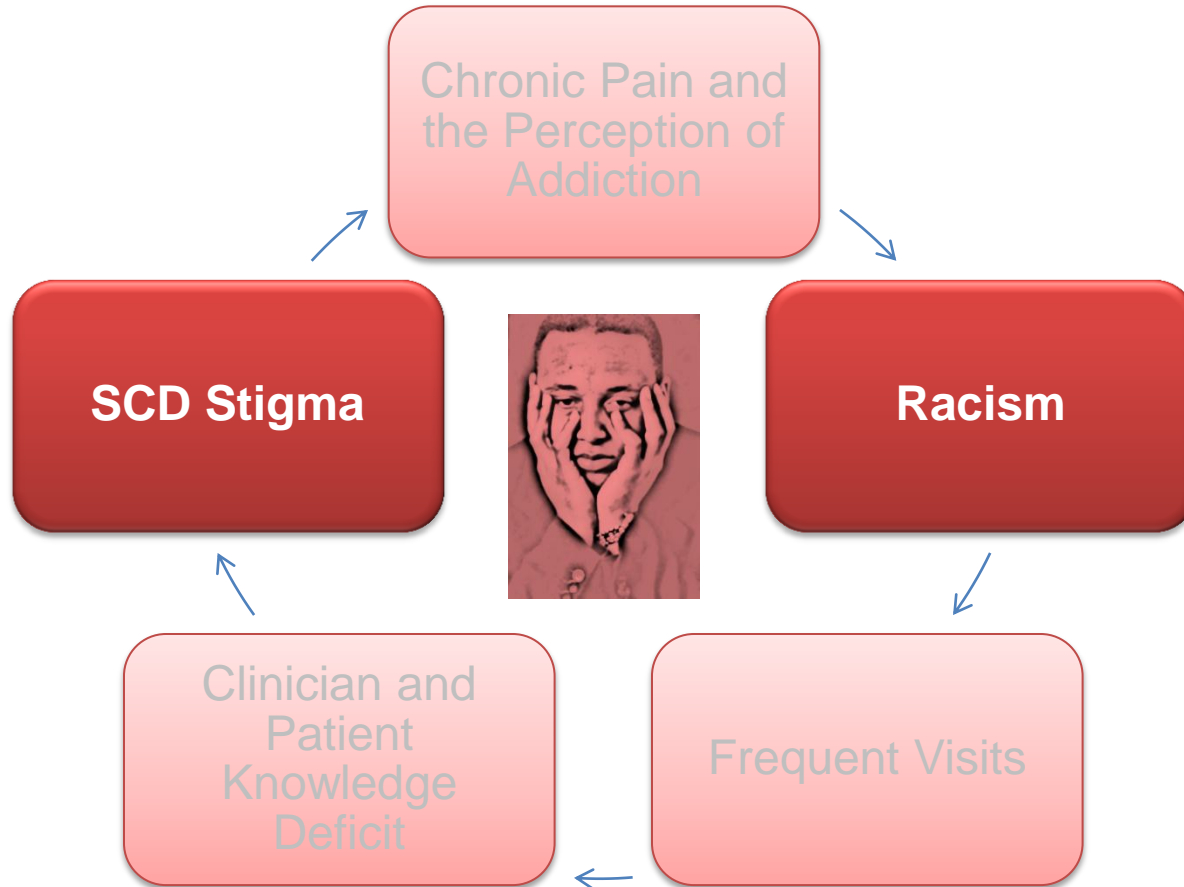 Chronic Pain and
the Perception of
Addiction
SCD Stigma
Racism
Clinician and
Patient
Knowledge
Deficit
Frequent Visits